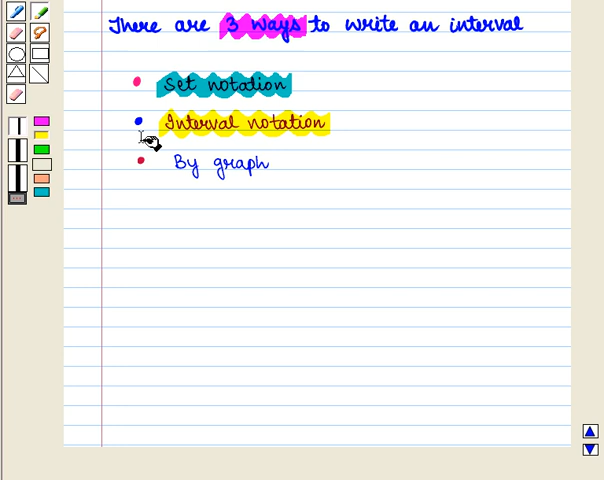 There are 3 ways to write an interval
Set notation
Interval notation
By graph